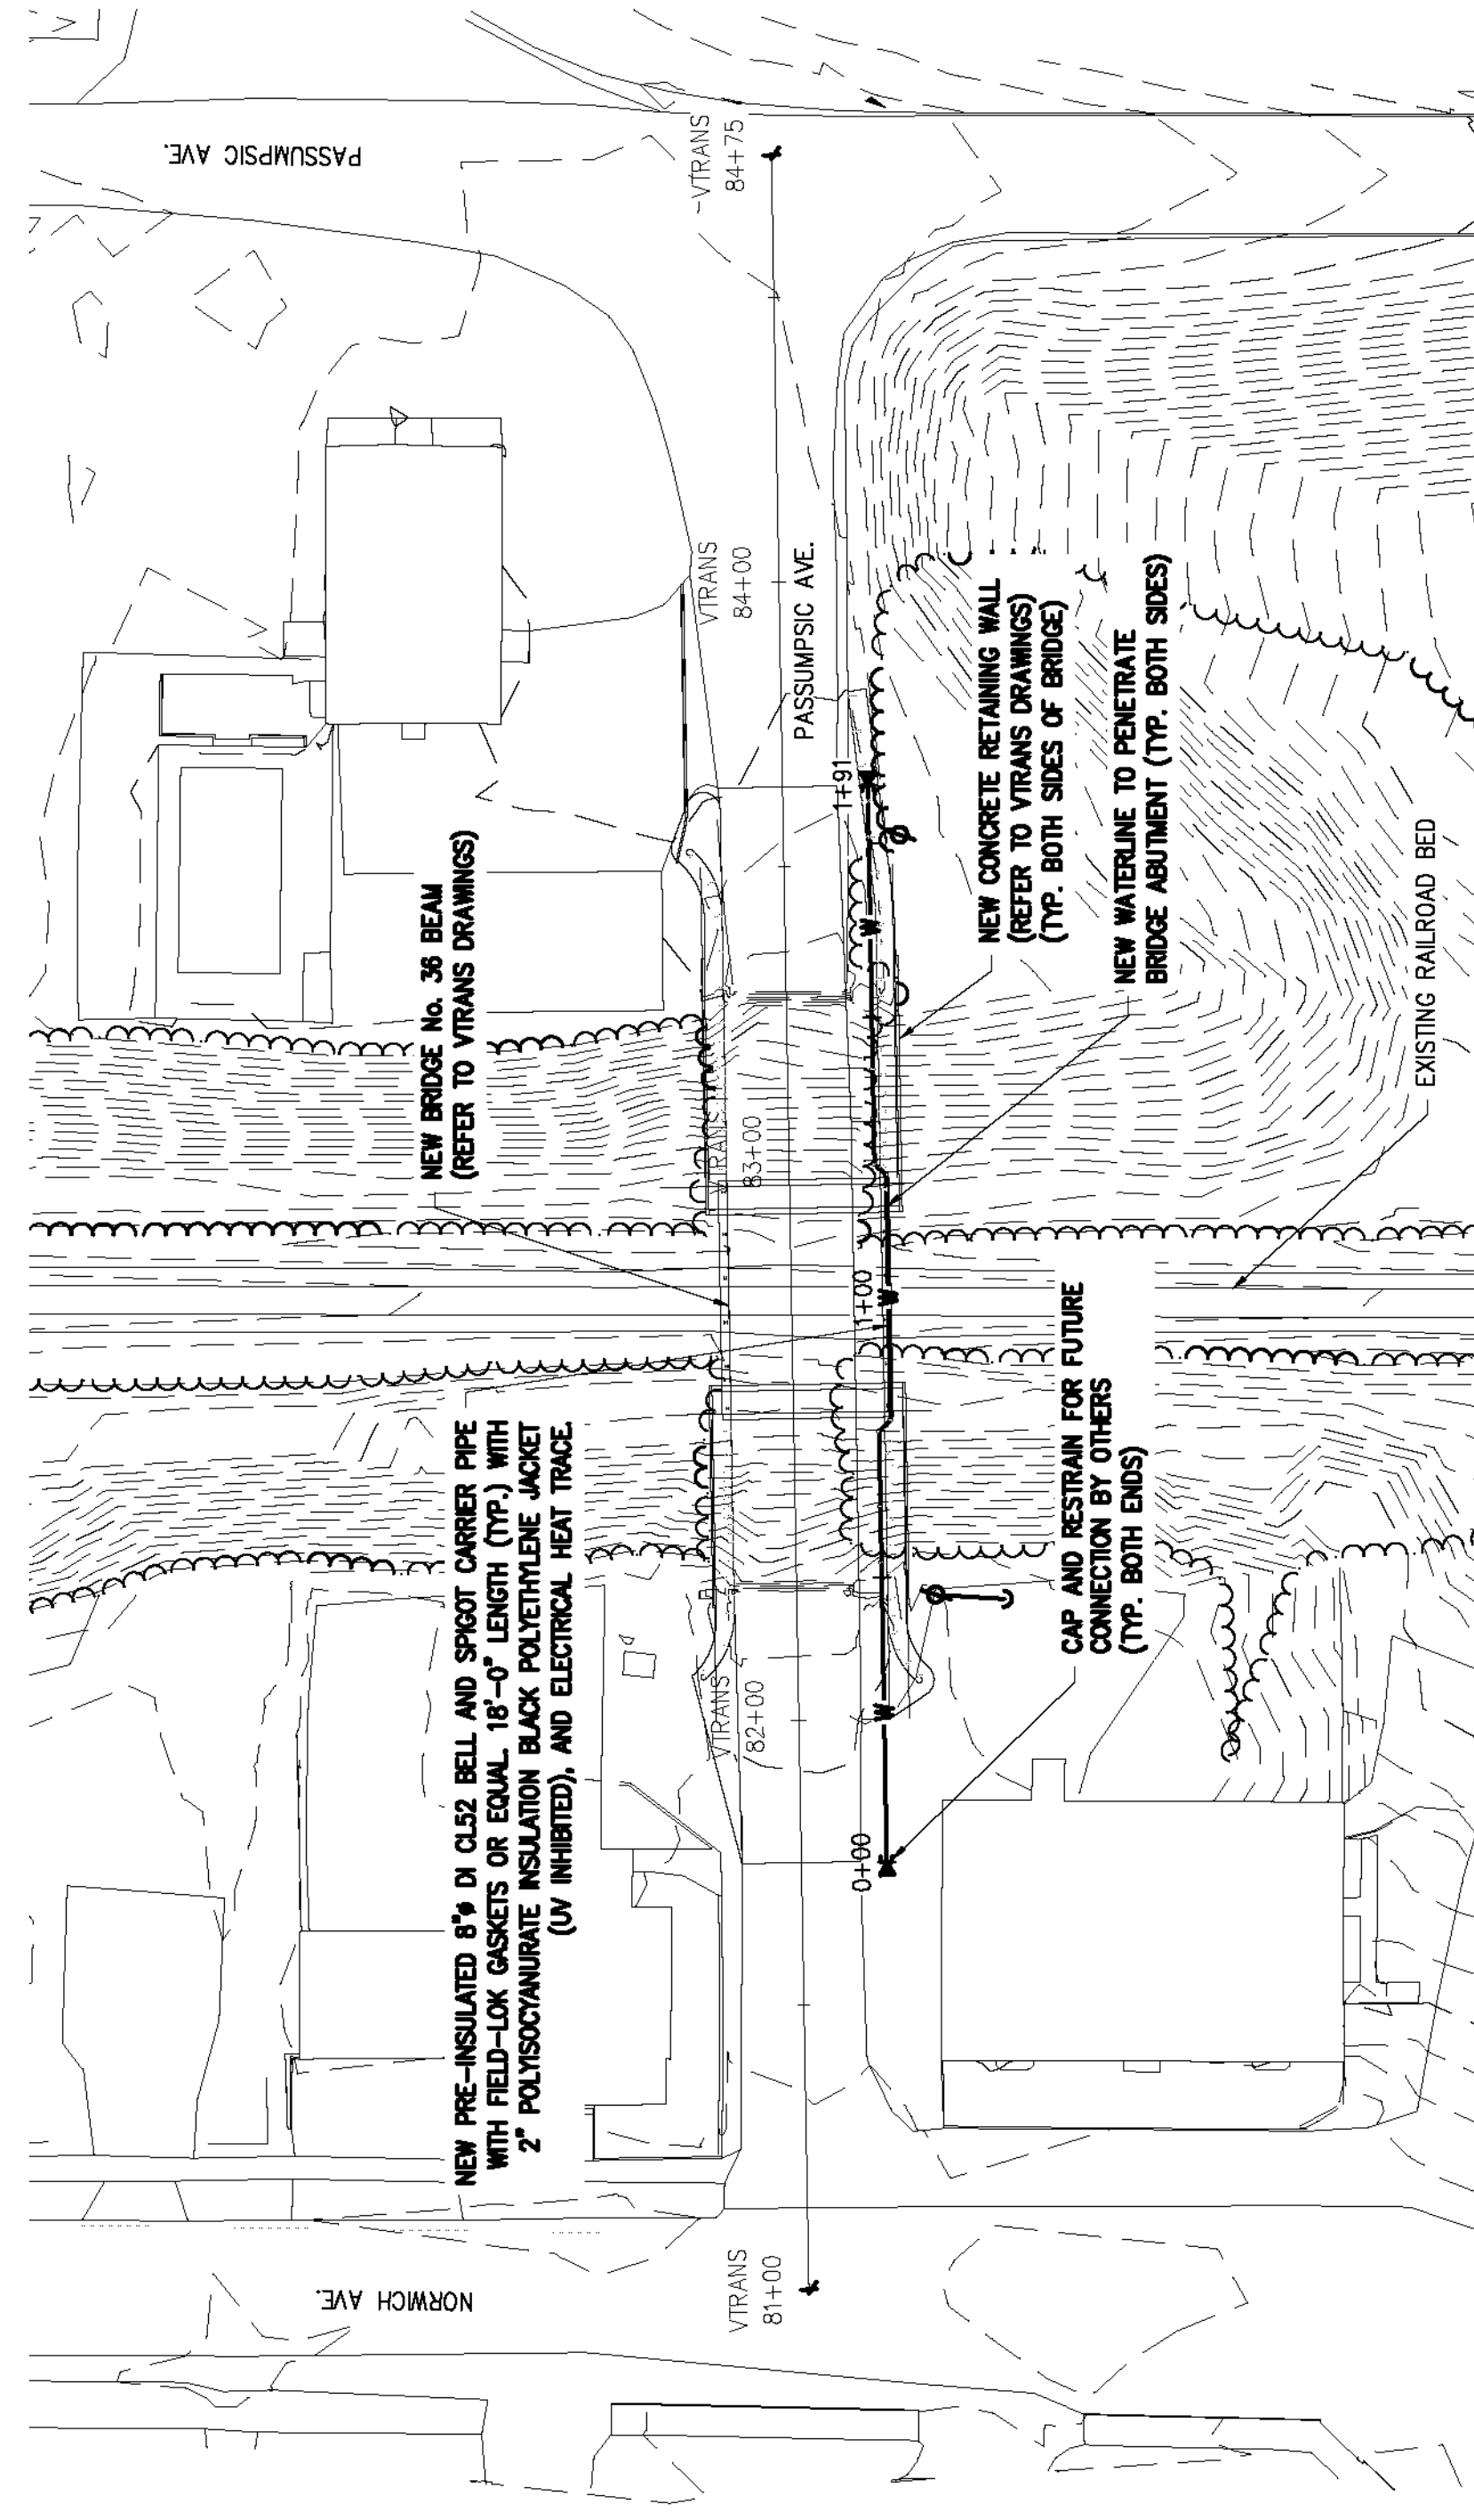 PASSUMPSIC AVE.
VTRANS
84+75
VTRANS
84+00
PASSUMPSIC AVE.
1+91
NEW BRIDGE No. 36 BEAM
(REFER TO VTRANS DRAWINGS)
NEW CONCRETE RETAINING WALL
(REFER TO VTRANS DRAWINGS)
(TYP. BOTH SIDES OF BRIDGE)
NEW WATERLINE TO PENETRATE
BRIDGE ABUTMENT (TYP. BOTH SIDES)
EXISTING RAILROAD BED
W
83+00
1+00
W
NEW PRE-INSULATED 8"ø DI CL52 BELL AND SPIGOT CARRIER PIPE
WITH FIELD-LOK GASKETS OR EQUAL. 18'-0" LENGTH (TYP.) WITH
2" POLYISOCYANURATE INSULATION BLACK POLYETHYLENE JACKET
(UV INHIBITED), AND ELECTRICAL HEAT TRACE.
CAP AND RESTRAIN FOR FUTURE
CONNECTION BY OTHERS
(TYP. BOTH ENDS)
VTRANS
82+00
W
0+00
VTRANS
81+00
NORWICH AVE.